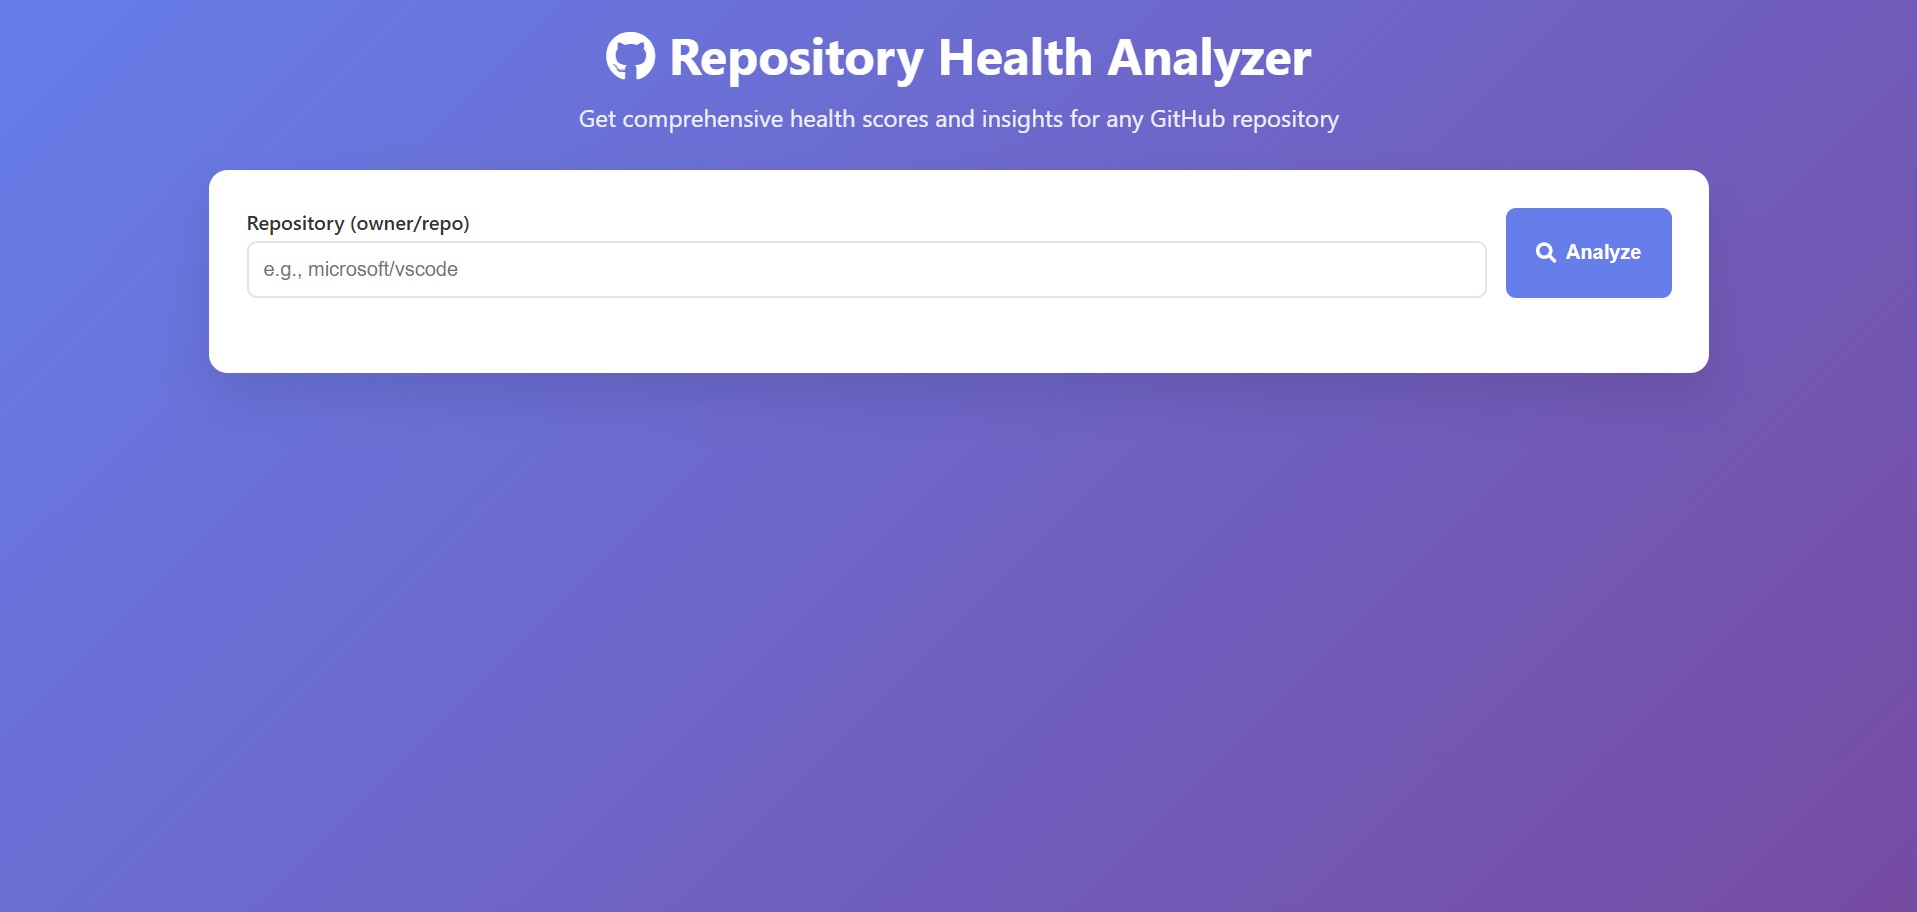 Repository Health Analyzer
Get comprehensive health scores and insights for any GitHub repository
Repository (owner/repo)
e.g., microsoft/vscode
Analyze